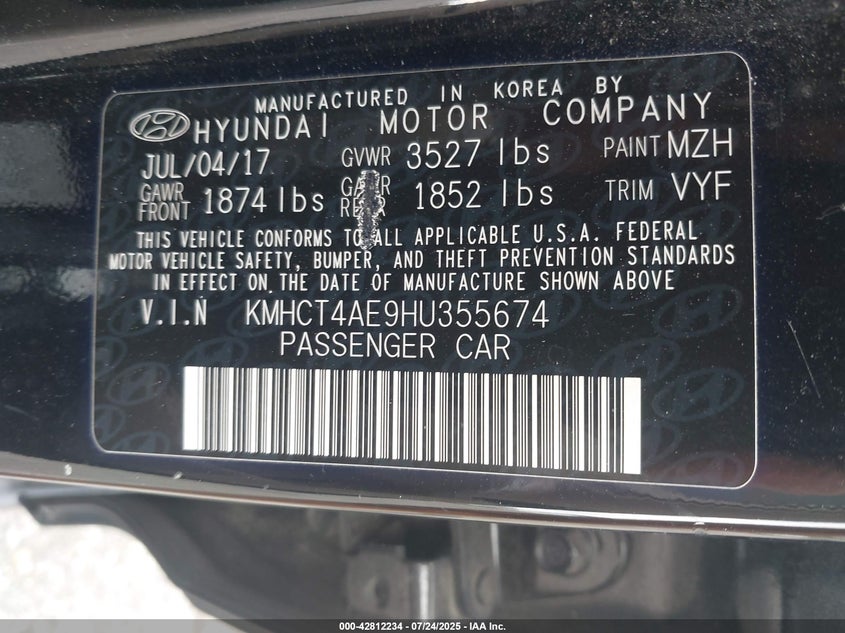 MANUFACTURED IN KOREA BY
HYUNDAI MOTOR COMPANY
JUL/04/17 GVWR 3527 lbs PAINT MZH
GAWR FRONT 1874 lbs GAWR REAR 1852 lbs TRIM VYF
THIS VEHICLE CONFORMS TO ALL APPLICABLE U.S.A. FEDERAL
MOTOR VEHICLE SAFETY, BUMPER, AND THEFT PREVENTION STANDARDS
IN EFFECT ON THE DATE OF MANUFACTURE SHOWN ABOVE
V.I.N KMHCT4AE9HU355674
PASSENGER CAR
000-42812234 - 07/24/2025 - IAA Inc.